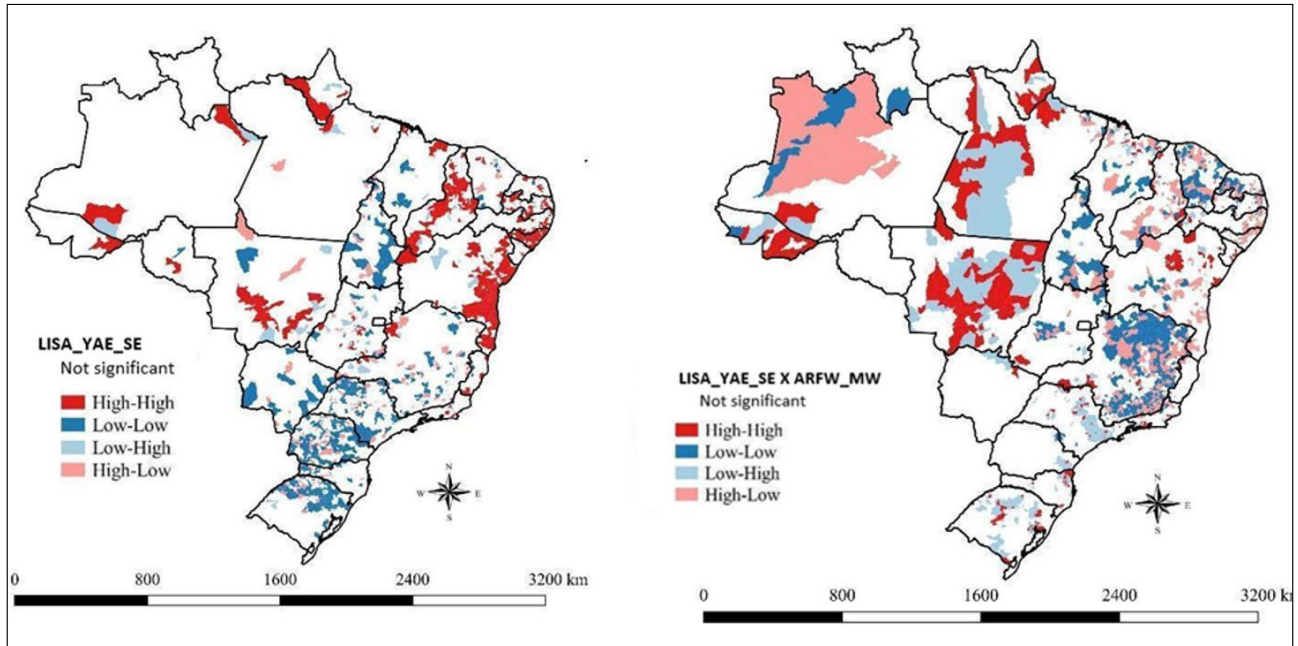 LISA_YAE_SE
Not significant
High-High
Low-Low
Low-High
High-Low
N
W E
S
0 800 1600 2400 3200 km
LISA_YAE_SE X ARFW_MW
Not significant
High-High
Low-Low
Low-High
High-Low
N
W E
S
0 800 1600 2400 3200 km